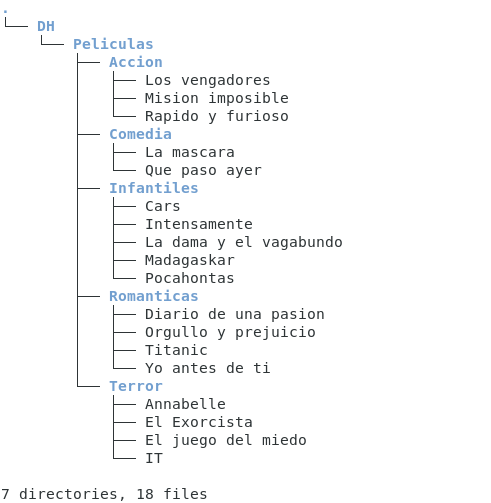 .
└── DH
    └── Peliculas
        ├── Accion
        │   ├── Los vengadores
        │   ├── Mision imposible
        │   └── Rapido y furioso
        ├── Comedia
        │   ├── La mascara
        │   └── Que paso ayer
        ├── Infantiles
        │   ├── Cars
        │   ├── Intensamente
        │   ├── La dama y el vagabundo
        │   ├── Madagaskar
        │   └── Pocahontas
        ├── Romanticas
        │   ├── Diario de una pasion
        │   ├── Orgullo y prejuicio
        │   ├── Titanic
        │   └── Yo antes de ti
        └── Terror
            ├── Annabelle
            ├── El Exorcista
            ├── El juego del miedo
            └── IT
7 directories, 18 files